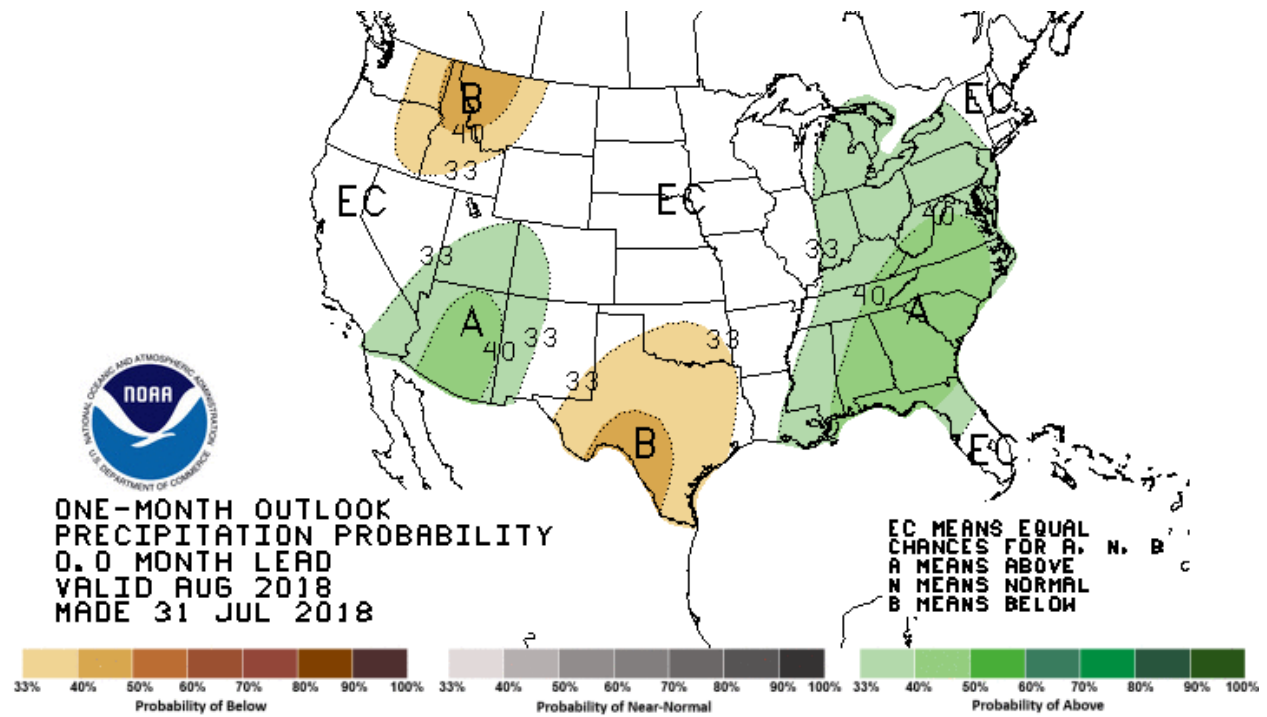 B
EC
40
33
EC
EC
40
33
33
40
A
A
33
40
33
33
B
EC
NATIONAL OCEANIC AND ATMOSPHERIC ADMINISTRATION
NOAA
U.S. DEPARTMENT OF COMMERCE
ONE-MONTH OUTLOOK
PRECIPITATION PROBABILITY
0.0 MONTH LEAD
VALID AUG 2018
MADE 31 JUL 2018
EC MEANS EQUAL
CHANCES FOR A, N, B
A MEANS ABOVE
N MEANS NORMAL
B MEANS BELOW
33% 40% 50% 60% 70% 80% 90% 100%
Probability of Below
33% 40% 50% 60% 70% 80% 90% 100%
Probability of Near-Normal
33% 40% 50% 60% 70% 80% 90% 100%
Probability of Above